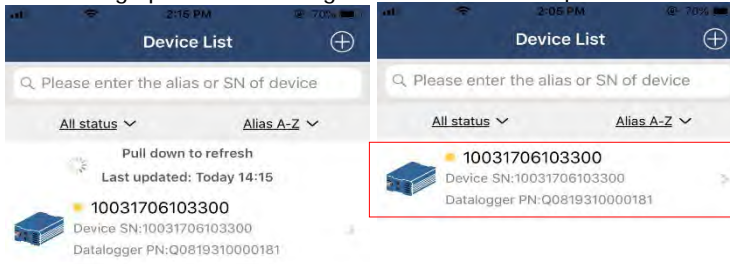 2:15 PM
70%
Device List
Please enter the alias or SN of device
All status
Alias A-Z
Pull down to refresh
Last updated: Today 14:15
10031706103300
Device SN:10031706103300
Datalogger PN:Q0819310000181
2:05 PM
70%
Device List
Please enter the alias or SN of device
All status
Alias A-Z
10031706103300
Device SN:10031706103300
Datalogger PN:Q0819310000181